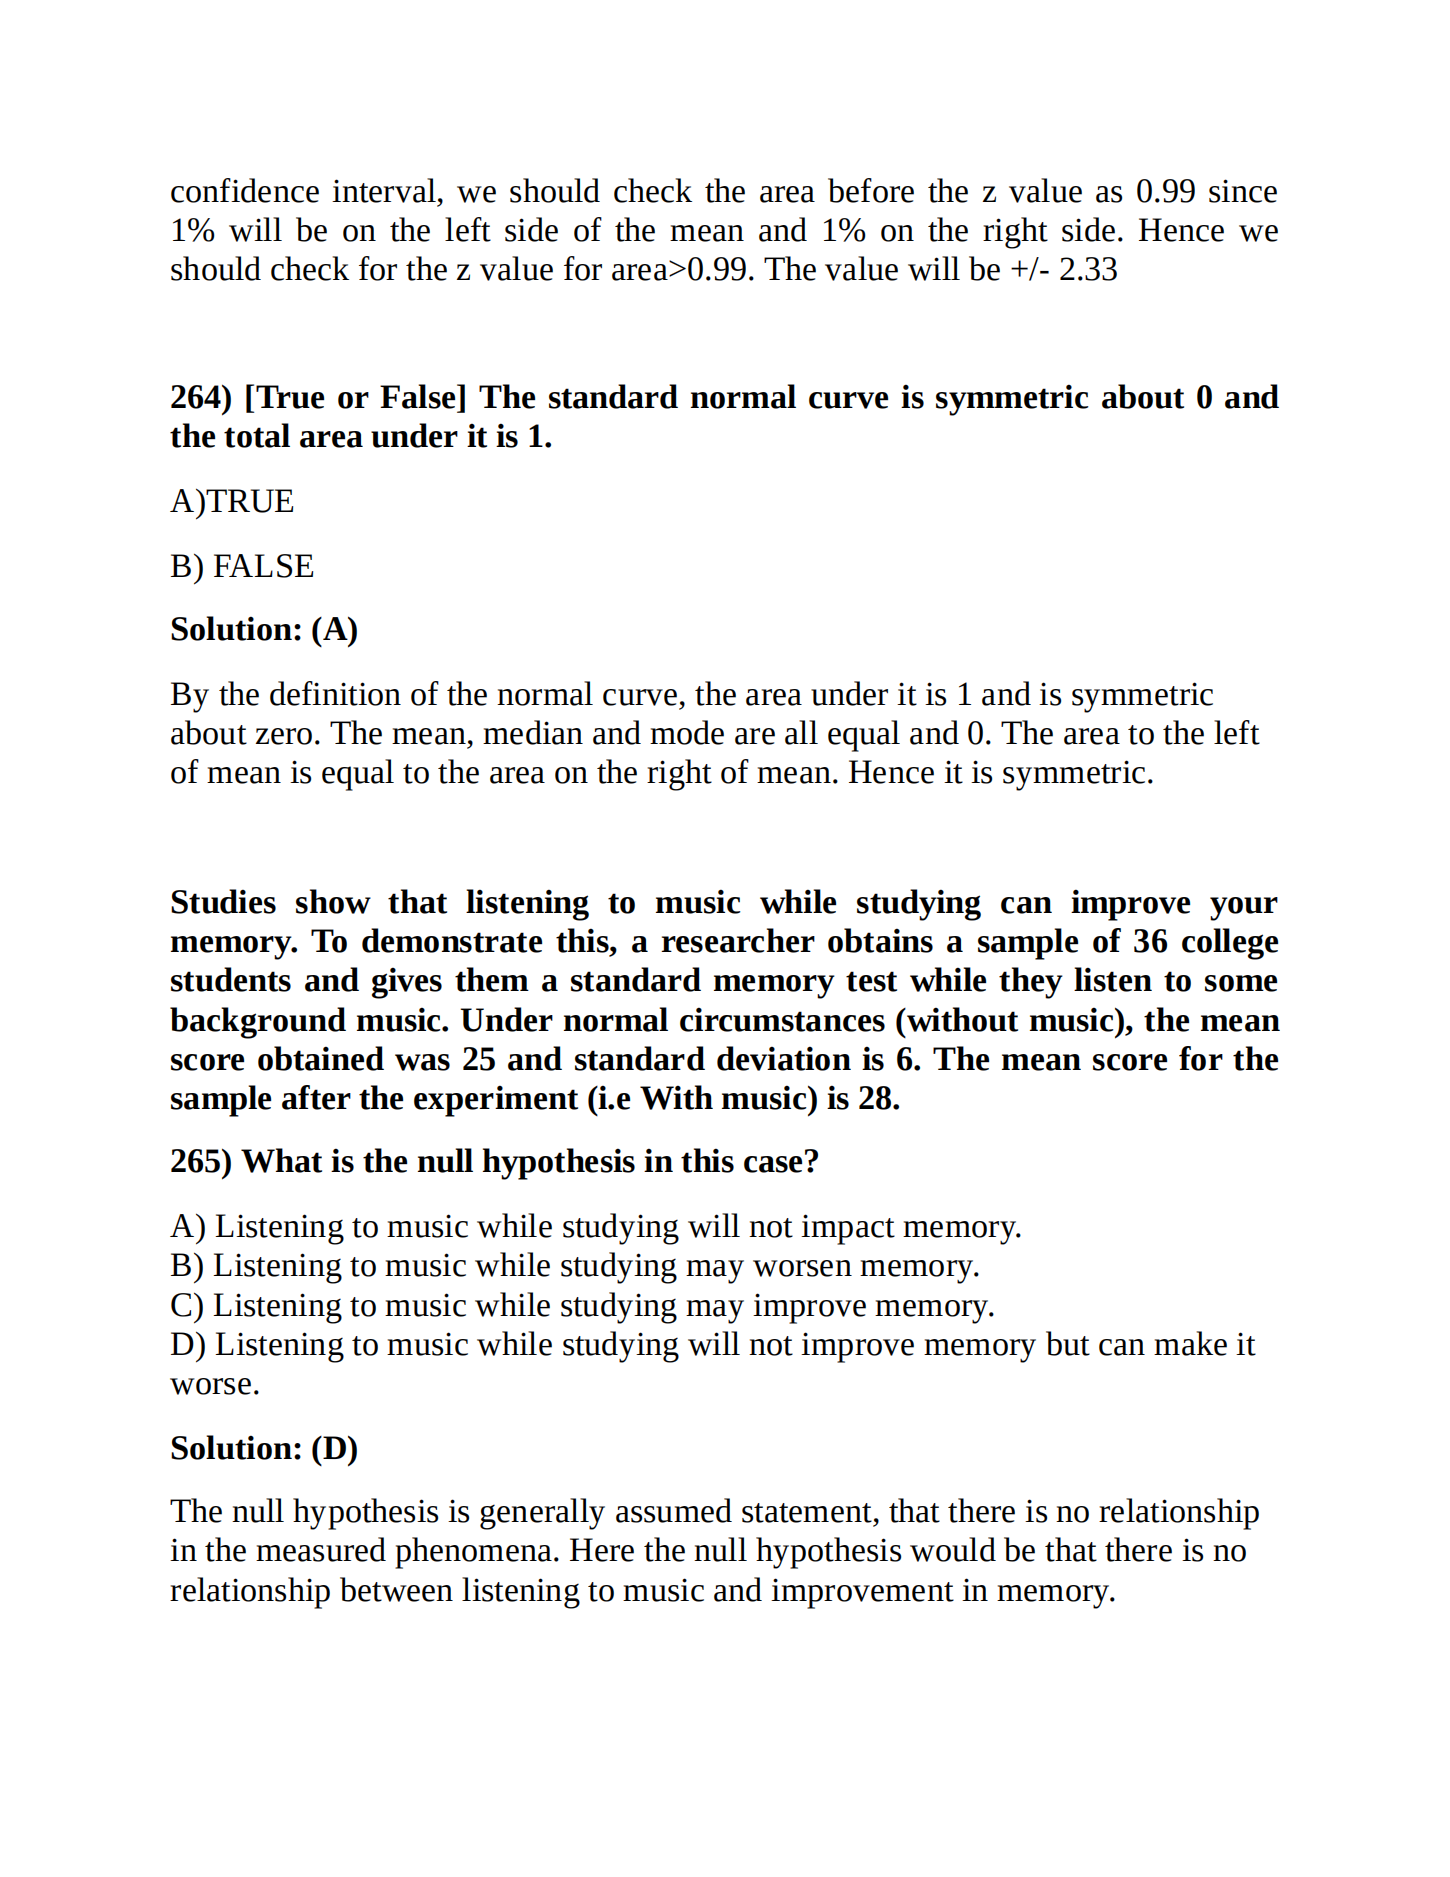 confidence interval, we should check the area before the z value as 0.99 since
1% will be on the left side of the mean and 1% on the right side. Hence we
should check for the z value for area>0.99. The value will be +/- 2.33
264) [True or False] The standard normal curve is symmetric about 0 and
the total area under it is 1.
A)TRUE
B) FALSE
Solution: (A)
By the definition of the normal curve, the area under it is 1 and is symmetric
about zero. The mean, median and mode are all equal and 0. The area to the left
of mean is equal to the area on the right of mean. Hence it is symmetric.
Studies show that listening to music while studying can improve your
memory. To demonstrate this, a researcher obtains a sample of 36 college
students and gives them a standard memory test while they listen to some
background music. Under normal circumstances (without music), the mean
score obtained was 25 and standard deviation is 6. The mean score for the
sample after the experiment (i.e With music) is 28.
265) What is the null hypothesis in this case?
A) Listening to music while studying will not impact memory.
B) Listening to music while studying may worsen memory.
C) Listening to music while studying may improve memory.
D) Listening to music while studying will not improve memory but can make it
worse.
Solution: (D)
The null hypothesis is generally assumed statement, that there is no relationship
in the measured phenomena. Here the null hypothesis would be that there is no
relationship between listening to music and improvement in memory.